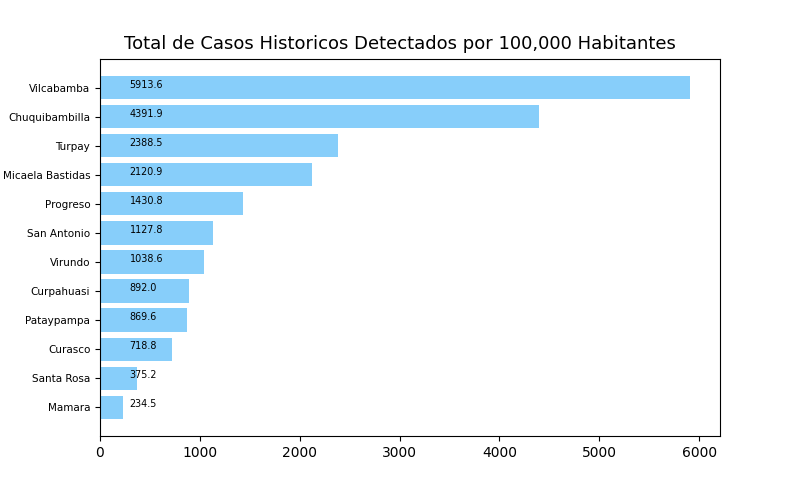 Total de Casos Historicos Detectados por 100,000 Habitantes
Vilcabamba 5913.6
Chuquibambilla 4391.9
Turpay 2388.5
Micaela Bastidas 2120.9
Progreso 1430.8
San Antonio 1127.8
Virundo 1038.6
Curpahuasi 892.0
Pataypampa 869.6
Curasco 718.8
Santa Rosa 375.2
Mamara 234.5
0 1000 2000 3000 4000 5000 6000